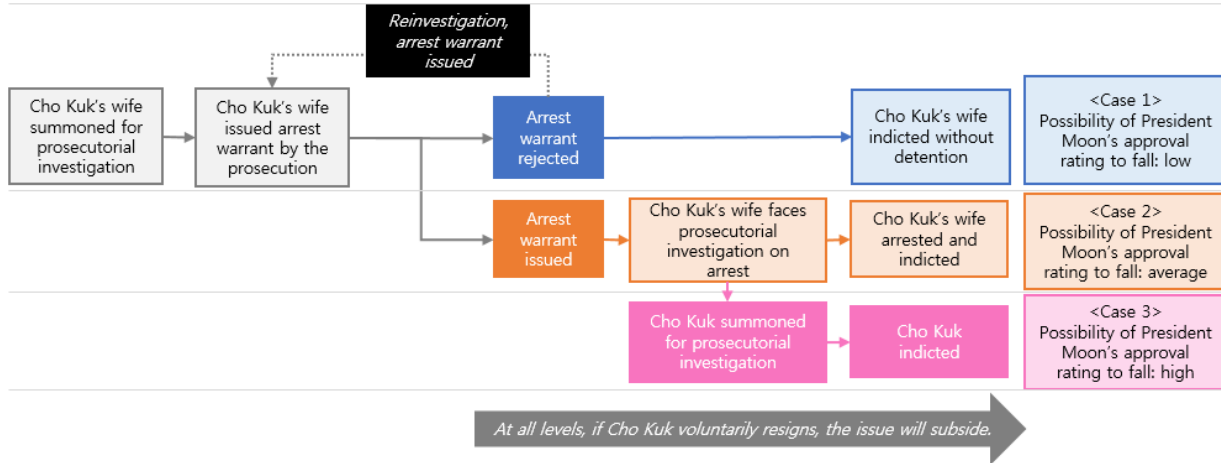 Reinvestigation,
arrest warrant
issued
Cho Kuk's wife
summoned for
prosecutorial
investigation
Cho Kuk's wife
issued arrest
warrant by the
prosecution
Arrest
warrant
rejected
Cho Kuk's wife
indicted without
detention
<Case 1>
Possibility of President
Moon's approval
rating to fall: low
Arrest
warrant
issued
Cho Kuk's wife faces
prosecutorial
investigation on
arrest
Cho Kuk's wife
arrested and
indicted
<Case 2>
Possibility of President
Moon's approval
rating to fall: average
Cho Kuk summoned
for prosecutorial
investigation
Cho Kuk
indicted
<Case 3>
Possibility of President
Moon's approval
rating to fall: high
At all levels, if Cho Kuk voluntarily resigns, the issue will subside.